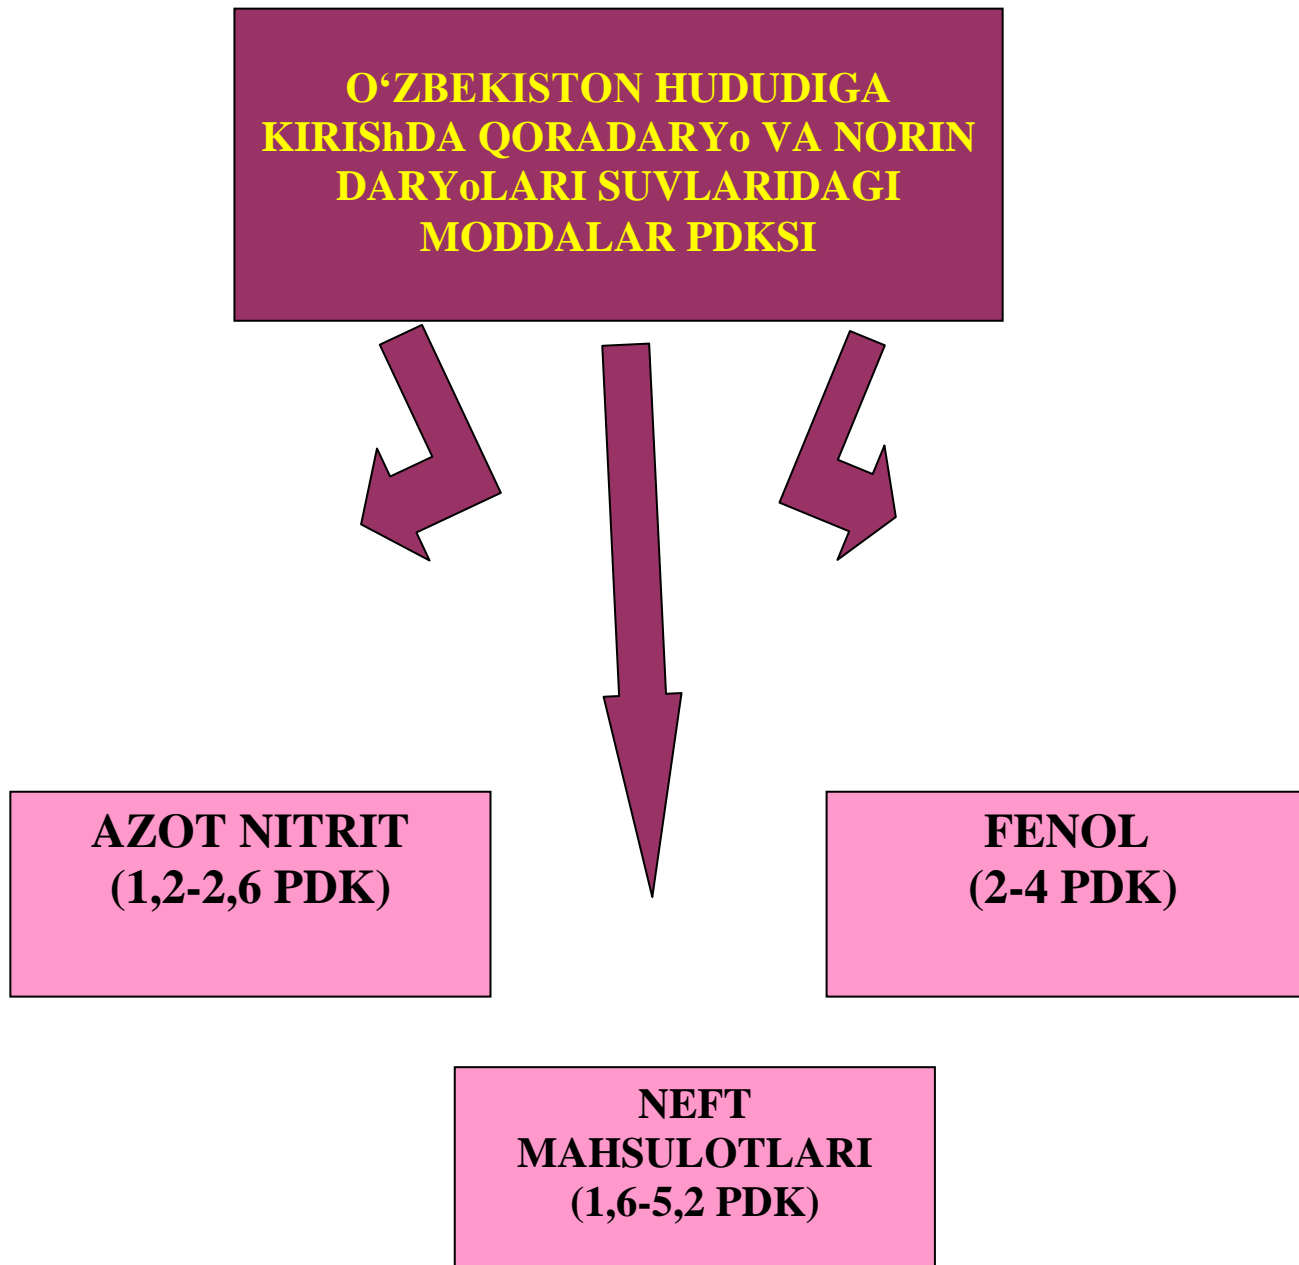 O‘ZBEKISTON HUDUDIGA
KIRIShDA QORADARYo VA NORIN
DARYoLARI SUVLARIDAGI
MODDALAR PDKSI
AZOT NITRIT
(1,2-2,6 PDK)
FENOL
(2-4 PDK)
NEFT
MAHSULOTLARI
(1,6-5,2 PDK)